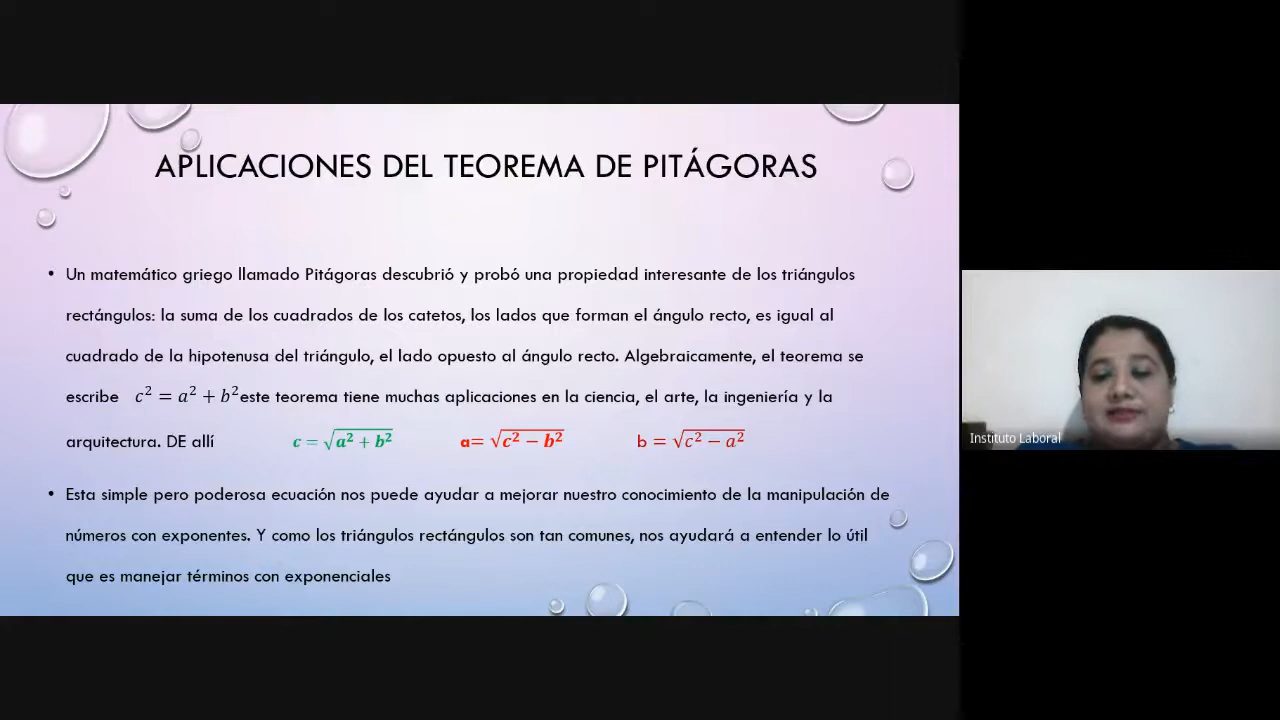 APLICACIONES DEL TEOREMA DE PITÁGORAS
• Un matemático griego llamado Pitágoras descubrió y probó una propiedad interesante de los triángulos
rectángulos: la suma de los cuadrados de los catetos, los lados que forman el ángulo recto, es igual al
cuadrado de la hipotenusa del triángulo, el lado opuesto al ángulo recto. Algebraicamente, el teorema se
escribe c² = a² + b²este teorema tiene muchas aplicaciones en la ciencia, el arte, la ingeniería y la
arquitectura. DE allí c = √(a² + b²) a= √(c² − b²) b = √(c² − a²)
• Esta simple pero poderosa ecuación nos puede ayudar a mejorar nuestro conocimiento de la manipulación de
números con exponentes. Y como los triángulos rectángulos son tan comunes, nos ayudará a entender lo útil
que es manejar términos con exponenciales
Instituto Laboral